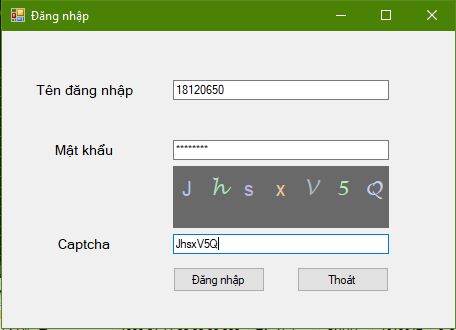 Đăng nhập
Tên đăng nhập 18120650
Mật khẩu ********
J h s x V 5 Q
Captcha JhsxV5Q
Đăng nhập Thoát